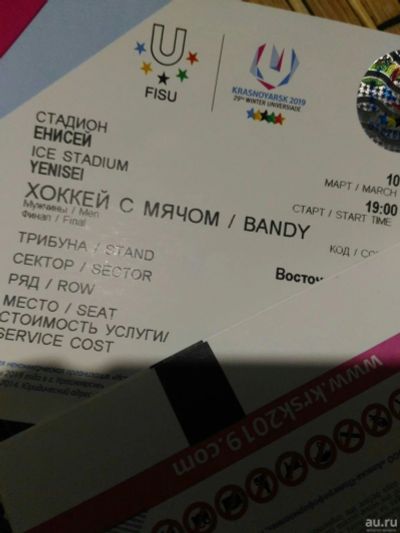 FISU
KRASNOYARSK 2019
29TH WINTER UNIVERSIADE
СТАДИОН
ЕНИСЕЙ
ICE STADIUM
YENISEI
10
МАРТ / MARCH
19:00
СТАРТ / START TIME
ХОККЕЙ С МЯЧОМ / BANDY
Мужчины / Men
Финал / Final
КОД /
ТРИБУНА / STAND
Восточ
СЕКТОР / SECTOR
РЯД / ROW
МЕСТО / SEAT
СТОИМОСТЬ УСЛУГИ/
SERVICE COST
www.krsk2019.com
au.ru